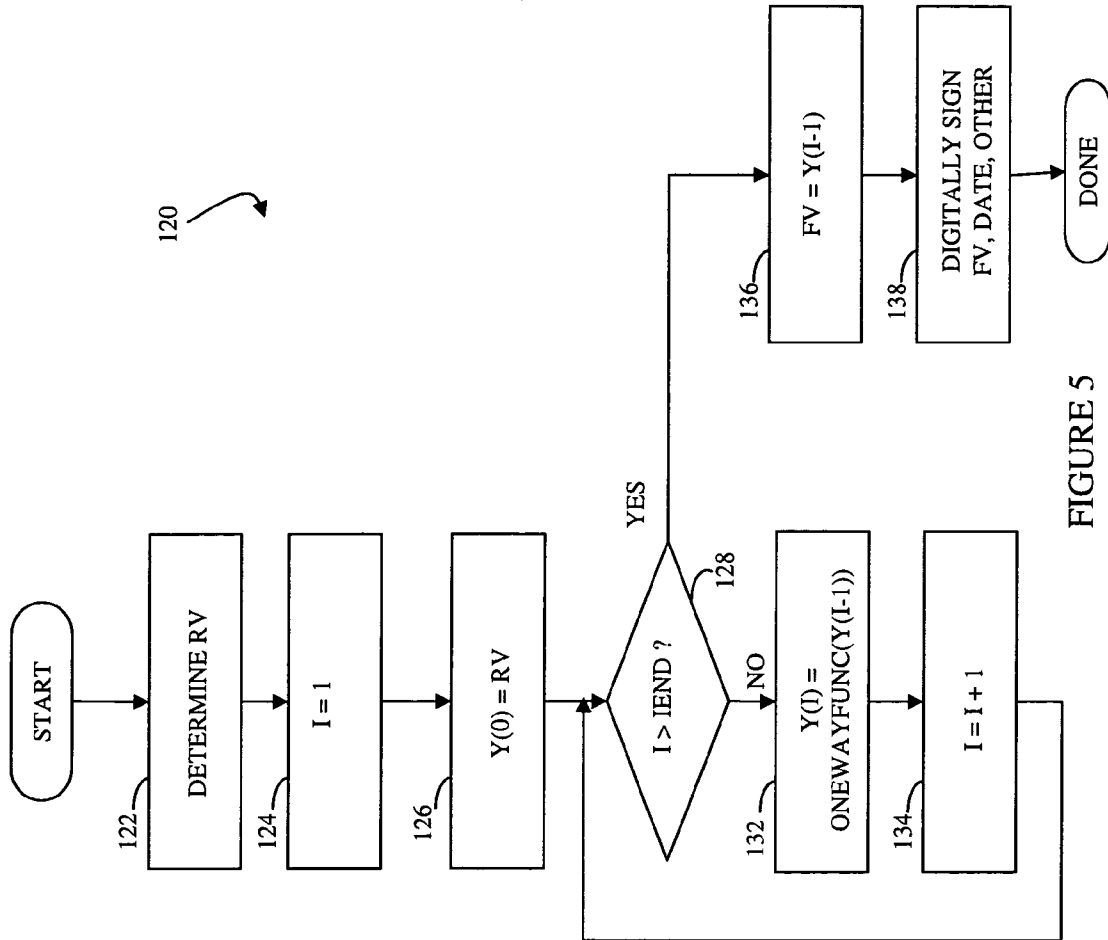 120
START
122
DETERMINE RV
124
I = 1
126
Y(0) = RV
I > IEND ?
128
YES
NO
132
Y(I) =
ONEWAYFUNC(Y(I-1))
134
I = I + 1
136
FV = Y(I-1)
138
DIGITALLY SIGN
FV, DATE, OTHER
DONE
FIGURE 5